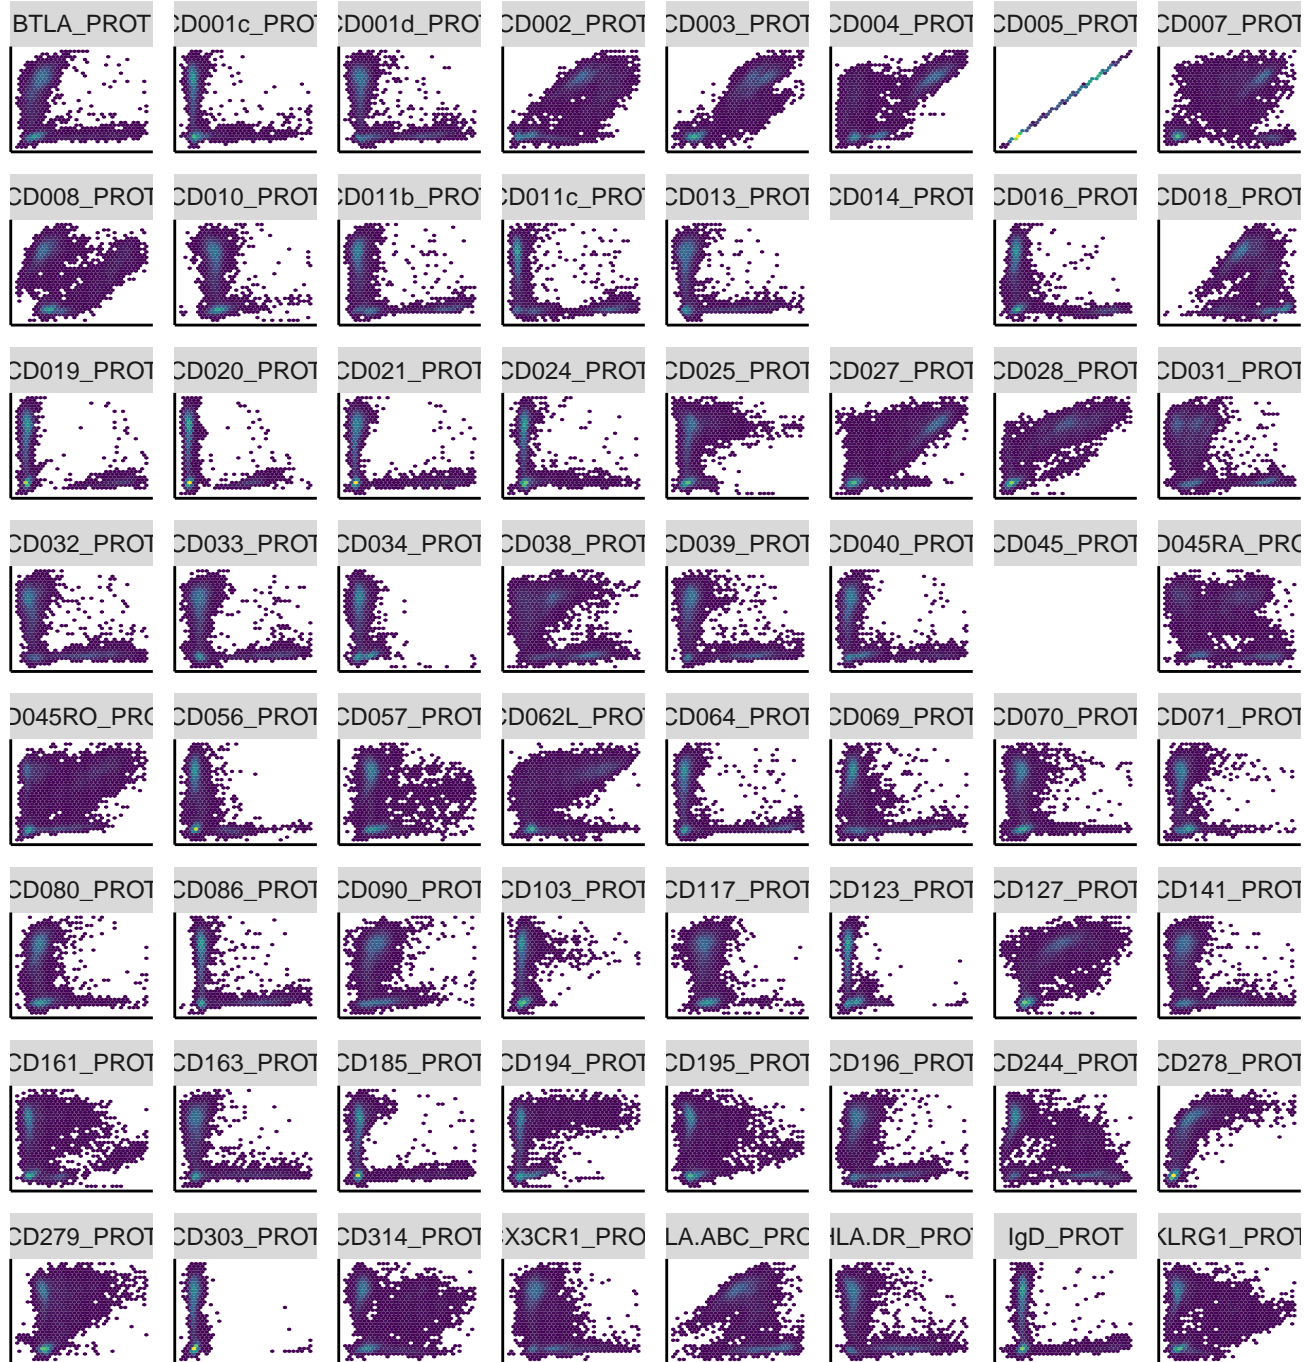 BTLA_PROT CD001c_PROT CD001d_PROT CD002_PROT CD003_PROT CD004_PROT CD005_PROT CD007_PROT
CD008_PROT CD010_PROT CD011b_PROT CD011c_PROT CD013_PROT CD014_PROT CD016_PROT CD018_PROT
CD019_PROT CD020_PROT CD021_PROT CD024_PROT CD025_PROT CD027_PROT CD028_PROT CD031_PROT
CD032_PROT CD033_PROT CD034_PROT CD038_PROT CD039_PROT CD040_PROT CD045_PROT D045RA_PRO
D045RO_PRO CD056_PROT CD057_PROT CD062L_PROT CD064_PROT CD069_PROT CD070_PROT CD071_PROT
CD080_PROT CD086_PROT CD090_PROT CD103_PROT CD117_PROT CD123_PROT CD127_PROT CD141_PROT
CD161_PROT CD163_PROT CD185_PROT CD194_PROT CD195_PROT CD196_PROT CD244_PROT CD278_PROT
CD279_PROT CD303_PROT CD314_PROT X3CR1_PRO LA.ABC_PRO HLA.DR_PROT IgD_PROT KLRG1_PROT